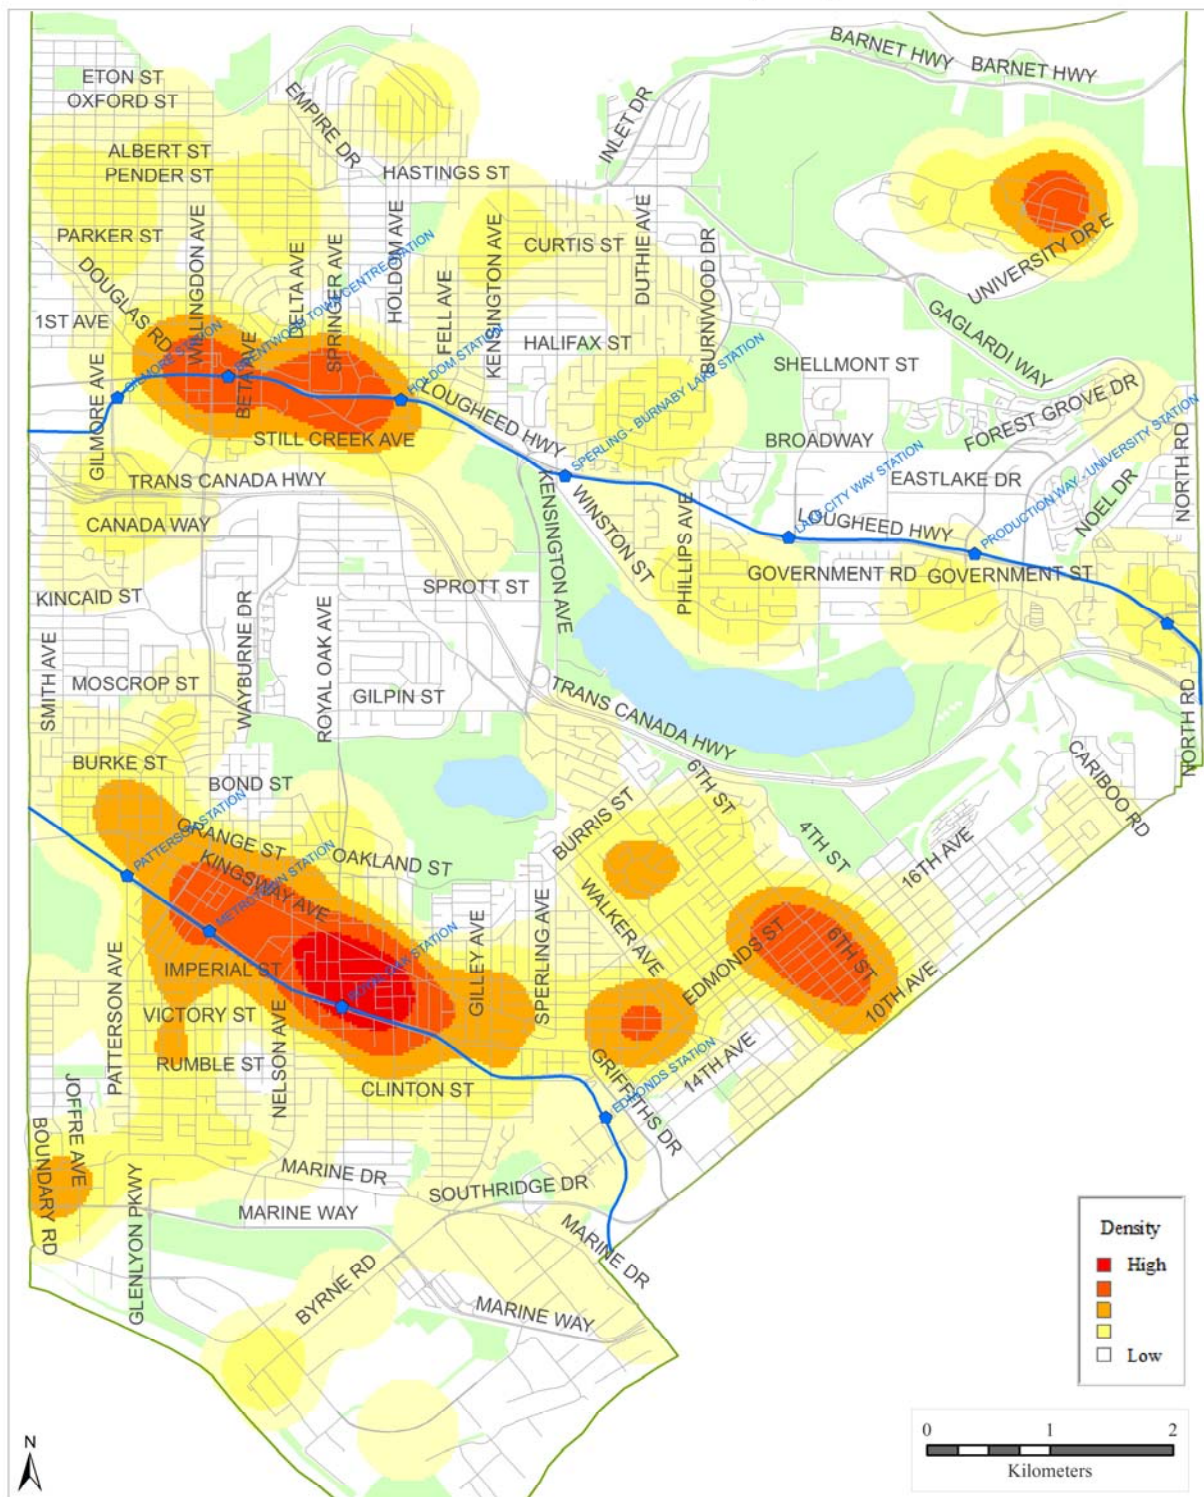 BARNET HWY
BARNET HWY
ETON ST
OXFORD ST
EMPIRE DR
INLET DR
ALBERT ST
PENDER ST
HASTINGS ST
PARKER ST
WILLINGDON AVE
DELTA AVE
SPRINGER AVE
HOLDOM AVE
FELL AVE
KENSINGTON AVE
CURTIS ST
DUTHIE AVE
BURNWOOD DR
UNIVERSITY DR E
GAGLARDI WAY
DOUGLAS RD
1ST AVE
GILMORE AVE
GILMORE STATION
BRENTWOOD TOWN CENTRE STATION
BETA AVE
HOLDOM STATION
HALIFAX ST
SHELLMONT ST
FOREST GROVE DR
LOUGHEED HWY
SPERLING - BURNABY LAKE STATION
STILL CREEK AVE
BROADWAY
LAKE CITY WAY STATION
EASTLAKE DR
PRODUCTION WAY - UNIVERSITY STATION
NORTH RD
NOEL DR
TRANS CANADA HWY
CANADA WAY
KENSINGTON AVE
WINSTON ST
PHILLIPS AVE
LOUGHEED HWY
GOVERNMENT RD
GOVERNMENT ST
KINCAID ST
SPROTT ST
SMITH AVE
WAYBURNE DR
ROYAL OAK AVE
MOSCROP ST
GILPIN ST
TRANS CANADA HWY
NORTH RD
CARIBOO RD
BURKE ST
BOND ST
6TH ST
BURRIS ST
4TH ST
16TH AVE
PATTERSON STATION
GRANGE ST
OAKLAND ST
KINGSWAY AVE
METROTOWN STATION
WALKER AVE
SPERLING AVE
GILLEY AVE
EDMONDS ST
6TH ST
10TH AVE
ROYAL OAK STATION
PATTERSON AVE
IMPERIAL ST
VICTORY ST
NELSON AVE
RUMBLE ST
CLINTON ST
GRIFFITHS DR
14TH AVE
EDMONDS STATION
JOFFRE AVE
BOUNDARY RD
GLENLYON PKWY
MARINE DR
SOUTHRIDGE DR
MARINE WAY
MARINE DR
BYRNE RD
MARINE WAY
Density
High
Low
N
0 1 2
Kilometers